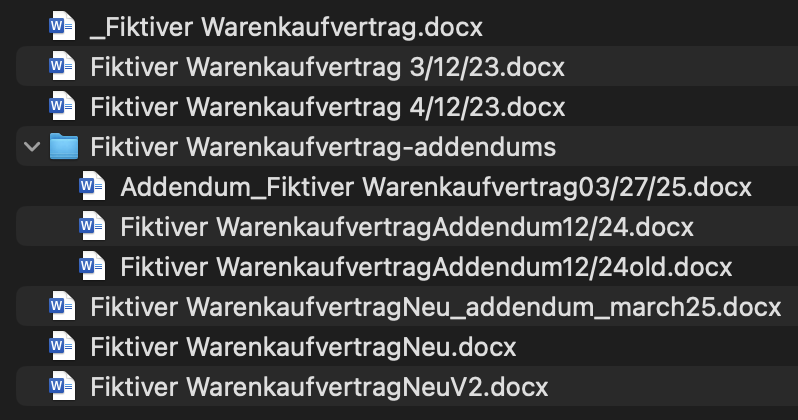 _Fiktiver Warenkaufvertrag.docx
Fiktiver Warenkaufvertrag 3/12/23.docx
Fiktiver Warenkaufvertrag 4/12/23.docx
Fiktiver Warenkaufvertrag-addendums
Addendum_Fiktiver Warenkaufvertrag03/27/25.docx
Fiktiver WarenkaufvertragAddendum12/24.docx
Fiktiver WarenkaufvertragAddendum12/24old.docx
Fiktiver WarenkaufvertragNeu_addendum_march25.docx
Fiktiver WarenkaufvertragNeu.docx
Fiktiver WarenkaufvertragNeuV2.docx